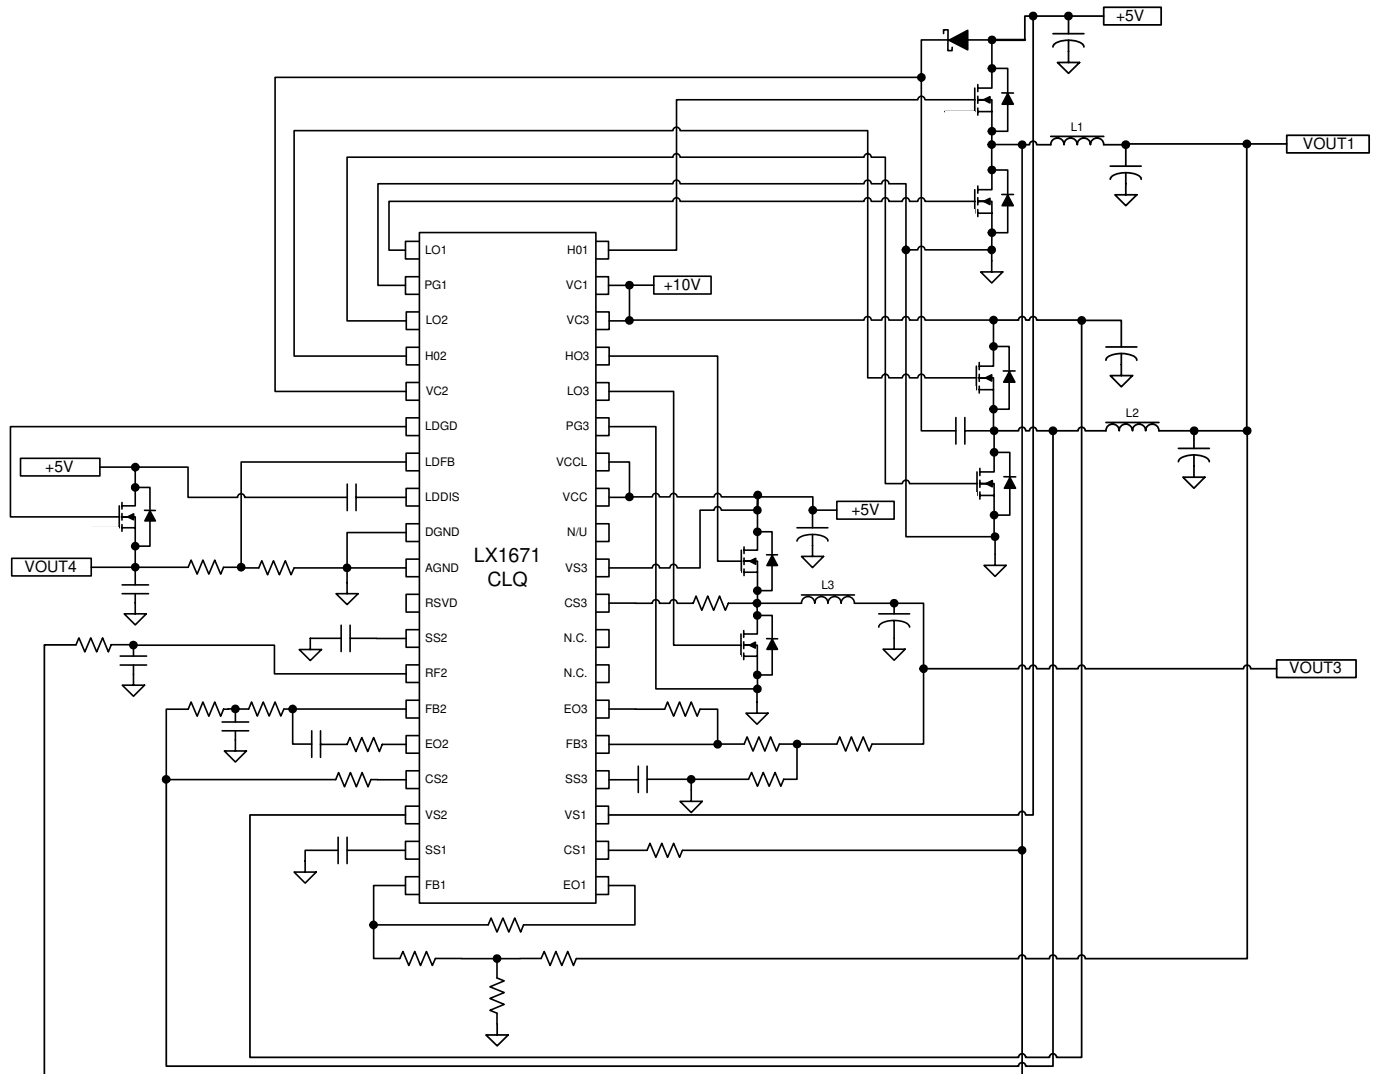 +5V
L1
VOUT1
LO1
H01
PG1
VC1
+10V
LO2
VC3
H02
HO3
VC2
LO3
L2
LDGD
PG3
+5V
LDFB
VCCL
LDDIS
VCC
+5V
DGND
N/U
LX1671
CLQ
VOUT4
AGND
VS3
L3
RSVD
CS3
SS2
N.C.
RF2
N.C.
VOUT3
FB2
EO3
EO2
FB3
CS2
SS3
VS2
VS1
SS1
CS1
FB1
EO1